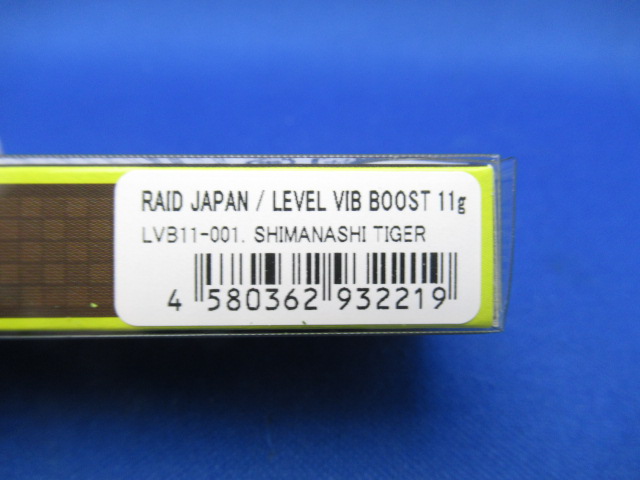 RAID JAPAN / LEVEL VIB BOOST 11g
LVB11-001. SHIMANASHI TIGER
4 580362 932219